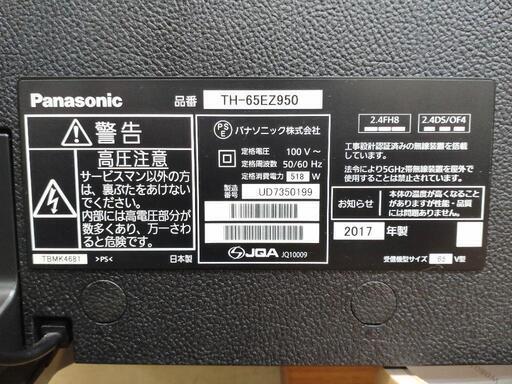 Panasonic
品番 TH-65EZ950
警告
高圧注意
サービスマン以外の方
は、裏ぶたをあけない
でください。
内部には高電圧部分が
数多くあり、万一さわ
ると危険です。
TBMK4681 >PS< 日本製
PS
E
パナソニック株式会社
定格電圧 100 V~
定格周波数 50/60 Hz
定格消費電力 518 W
製造番号 UD7350199
JQA JQ10009
2.4FH8
2.4DS/OF4
工事設計認証済みの無線装置を搭載
しています。
法令により5GHz帯無線装置を屋外で
使用することは禁止されています。
お知らせ
本体の温度が高くなること
がありますが、性能・品質
には問題ありません。
2017 年製
受信機型サイズ 65 V型